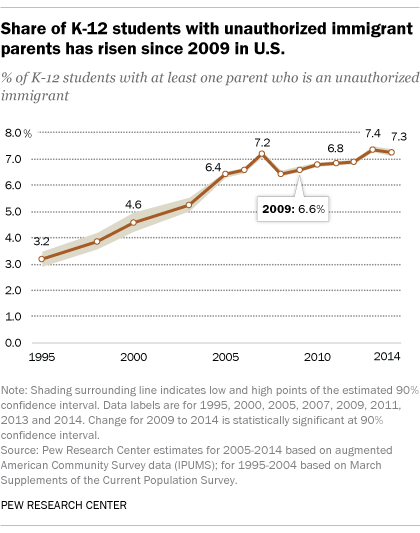 Share of K-12 students with unauthorized immigrant
parents has risen since 2009 in U.S.
% of K-12 students with at least one parent who is an unauthorized
immigrant
8.0 %
7.0
6.0
5.0
4.0
3.0
2.0
1.0
0.0
3.2
4.6
6.4
7.2
2009: 6.6%
6.8
7.4
7.3
1995
2000
2005
2010
2014
Note: Shading surrounding line indicates low and high points of the estimated 90%
confidence interval. Data labels are for 1995, 2000, 2005, 2007, 2009, 2011,
2013 and 2014. Change for 2009 to 2014 is statistically significant at 90%
confidence interval.
Source: Pew Research Center estimates for 2005-2014 based on augmented
American Community Survey data (IPUMS); for 1995-2004 based on March
Supplements of the Current Population Survey.
PEW RESEARCH CENTER